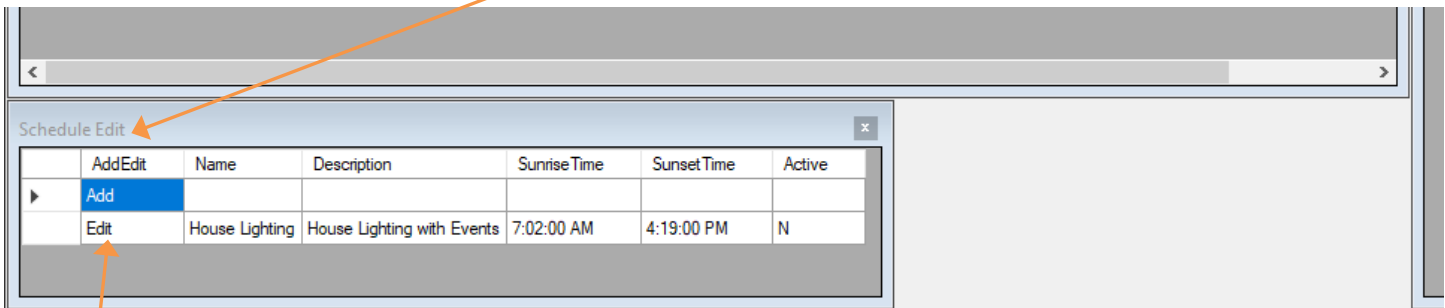 Schedule Edit
AddEdit Name Description SunriseTime SunsetTime Active
Add
Edit House Lighting House Lighting with Events 7:02:00 AM 4:19:00 PM N